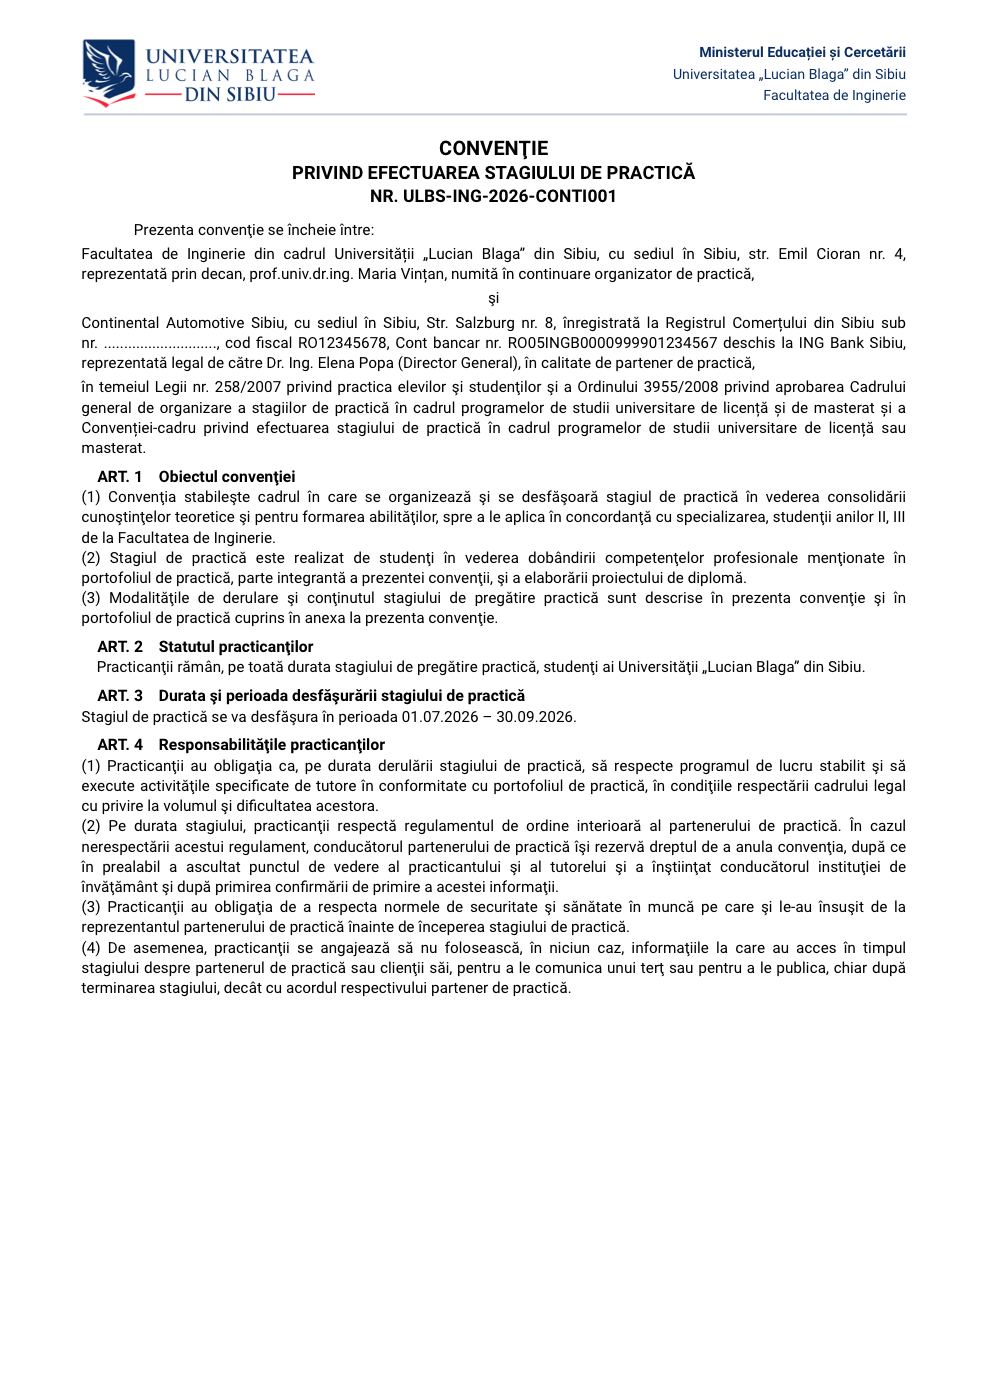 UNIVERSITATEA
LUCIAN BLAGA
DIN SIBIU
Ministerul Educației și Cercetării
Universitatea „Lucian Blaga” din Sibiu
Facultatea de Inginerie
CONVENŢIE
PRIVIND EFECTUAREA STAGIULUI DE PRACTICĂ
NR. ULBS-ING-2026-CONTI001
Prezenta convenţie se încheie între:
Facultatea de Inginerie din cadrul Universității „Lucian Blaga” din Sibiu, cu sediul în Sibiu, str. Emil Cioran nr. 4,
reprezentată prin decan, prof.univ.dr.ing. Maria Vințan, numită în continuare organizator de practică,
şi
Continental Automotive Sibiu, cu sediul în Sibiu, Str. Salzburg nr. 8, înregistrată la Registrul Comerțului din Sibiu sub
nr. ............................, cod fiscal RO12345678, Cont bancar nr. RO05INGB0000999901234567 deschis la ING Bank Sibiu,
reprezentată legal de către Dr. Ing. Elena Popa (Director General), în calitate de partener de practică,
în temeiul Legii nr. 258/2007 privind practica elevilor şi studenţilor şi a Ordinului 3955/2008 privind aprobarea Cadrului
general de organizare a stagiilor de practică în cadrul programelor de studii universitare de licență și de masterat și a
Convenției-cadru privind efectuarea stagiului de practică în cadrul programelor de studii universitare de licență sau
masterat.
ART. 1 Obiectul convenţiei
(1) Convenţia stabileşte cadrul în care se organizează şi se desfăşoară stagiul de practică în vederea consolidării
cunoştinţelor teoretice şi pentru formarea abilităţilor, spre a le aplica în concordanţă cu specializarea, studenţii anilor II, III
de la Facultatea de Inginerie.
(2) Stagiul de practică este realizat de studenţi în vederea dobândirii competenţelor profesionale menţionate în
portofoliul de practică, parte integrantă a prezentei convenţii, şi a elaborării proiectului de diplomă.
(3) Modalităţile de derulare şi conţinutul stagiului de pregătire practică sunt descrise în prezenta convenţie şi în
portofoliul de practică cuprins în anexa la prezenta convenţie.
ART. 2 Statutul practicanţilor
Practicanţii rămân, pe toată durata stagiului de pregătire practică, studenţi ai Universităţii „Lucian Blaga” din Sibiu.
ART. 3 Durata şi perioada desfăşurării stagiului de practică
Stagiul de practică se va desfăşura în perioada 01.07.2026 – 30.09.2026.
ART. 4 Responsabilităţile practicanţilor
(1) Practicanţii au obligaţia ca, pe durata derulării stagiului de practică, să respecte programul de lucru stabilit şi să
execute activităţile specificate de tutore în conformitate cu portofoliul de practică, în condiţiile respectării cadrului legal
cu privire la volumul şi dificultatea acestora.
(2) Pe durata stagiului, practicanţii respectă regulamentul de ordine interioară al partenerului de practică. În cazul
nerespectării acestui regulament, conducătorul partenerului de practică îşi rezervă dreptul de a anula convenţia, după ce
în prealabil a ascultat punctul de vedere al practicantului şi al tutorelui şi a înştiinţat conducătorul instituţiei de
învăţământ şi după primirea confirmării de primire a acestei informaţii.
(3) Practicanţii au obligaţia de a respecta normele de securitate şi sănătate în muncă pe care şi le-au însuşit de la
reprezentantul partenerului de practică înainte de începerea stagiului de practică.
(4) De asemenea, practicanţii se angajează să nu folosească, în niciun caz, informaţiile la care au acces în timpul
stagiului despre partenerul de practică sau clienţii săi, pentru a le comunica unui terţ sau pentru a le publica, chiar după
terminarea stagiului, decât cu acordul respectivului partener de practică.